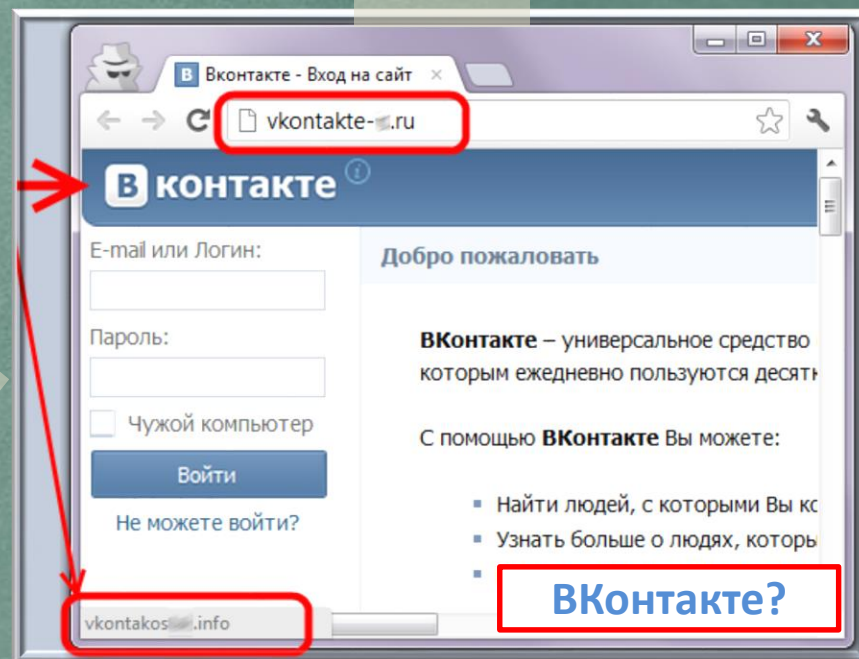 Вконтакте - Вход на сайт
vkontakte- .ru
В контакте
E-mail или Логин:
Пароль:
Чужой компьютер
Войти
Не можете войти?
Добро пожаловать
ВКонтакте – универсальное средство
которым ежедневно пользуются десятк
С помощью ВКонтакте Вы можете:
Найти людей, с которыми Вы
Узнать больше о людях, которы
ВКонтакте?
vkontakos .info